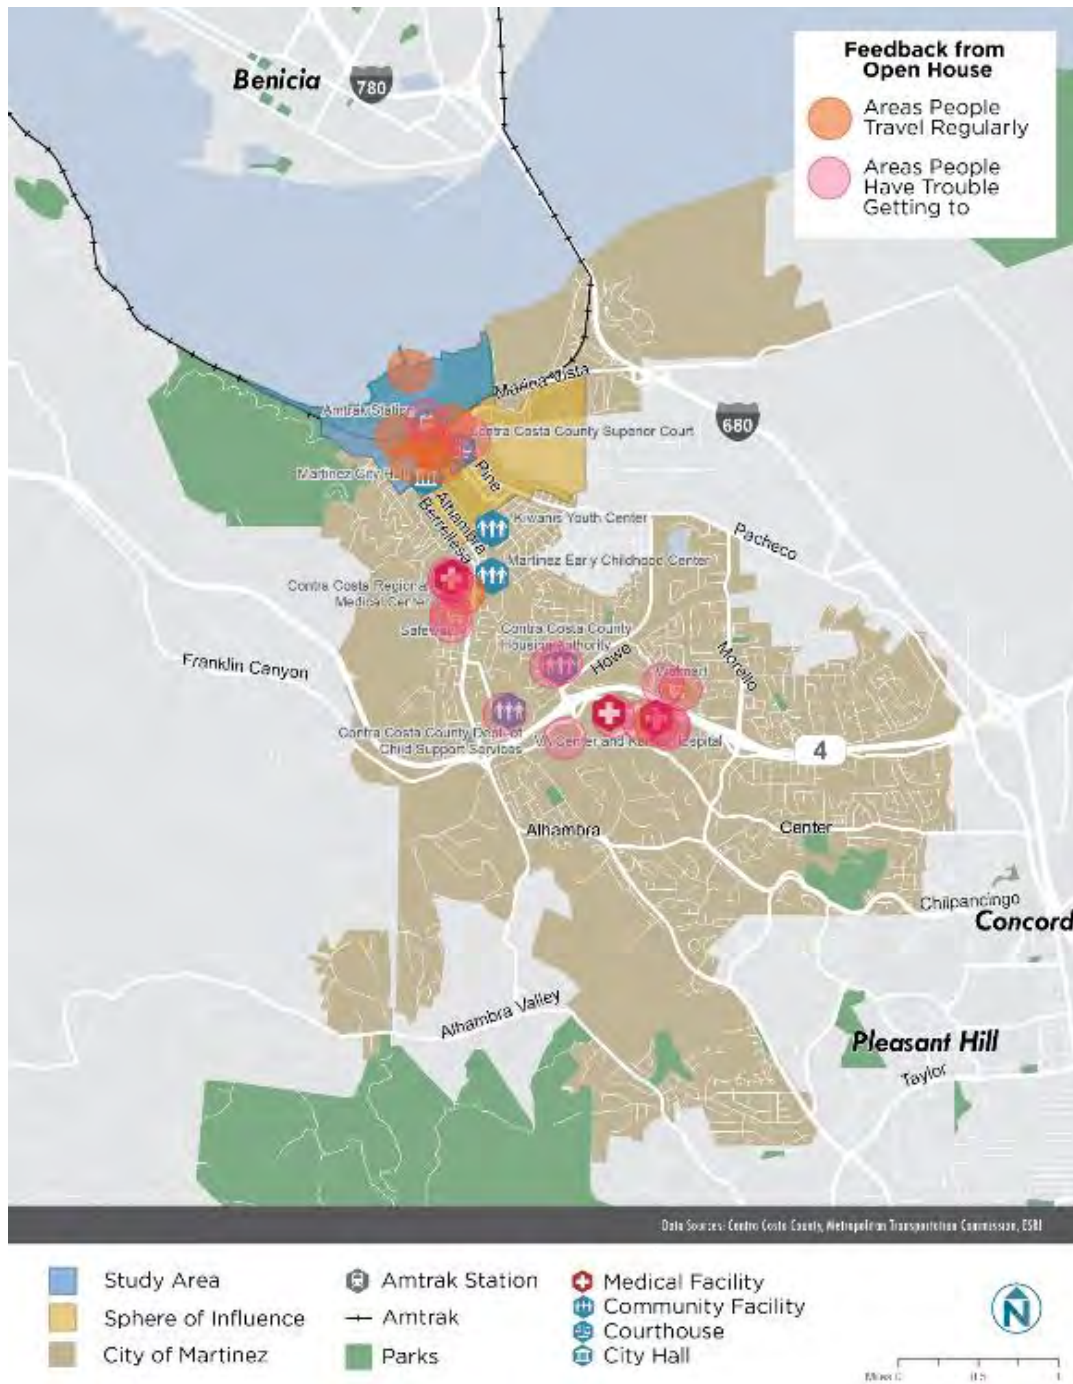 Feedback from
Open House
Areas People
Travel Regularly
Areas People
Have Trouble
Getting to
Benicia
780
Marina Vista
Amtrak Station
680
Contra Costa County Superior Court
Martinez City Hall
Pine
Alhambra
Berrellesa
Kiwanis Youth Center
Pacheco
Martinez Early Childhood Center
Contra Costa Regional
Medical Center
Safeway
Contra Costa County
Housing Authority
Howe
Morello
Walmart
Franklin Canyon
Contra Costa County Dept. of
Child Support Services
VA Center and Kaiser Hospital
4
Alhambra
Center
Chilpancingo
Concord
Alhambra Valley
Pleasant Hill
Taylor
Data Sources: Contra Costa County, Metropolitan Transportation Commission, ESRI
Study Area
Sphere of Influence
City of Martinez
Amtrak Station
Amtrak
Parks
Medical Facility
Community Facility
Courthouse
City Hall
N
Miles 0 0.5 1